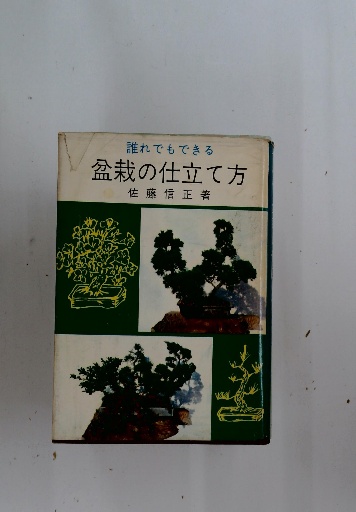 誰れでもできる
盆栽の仕立て方
佐藤信正著